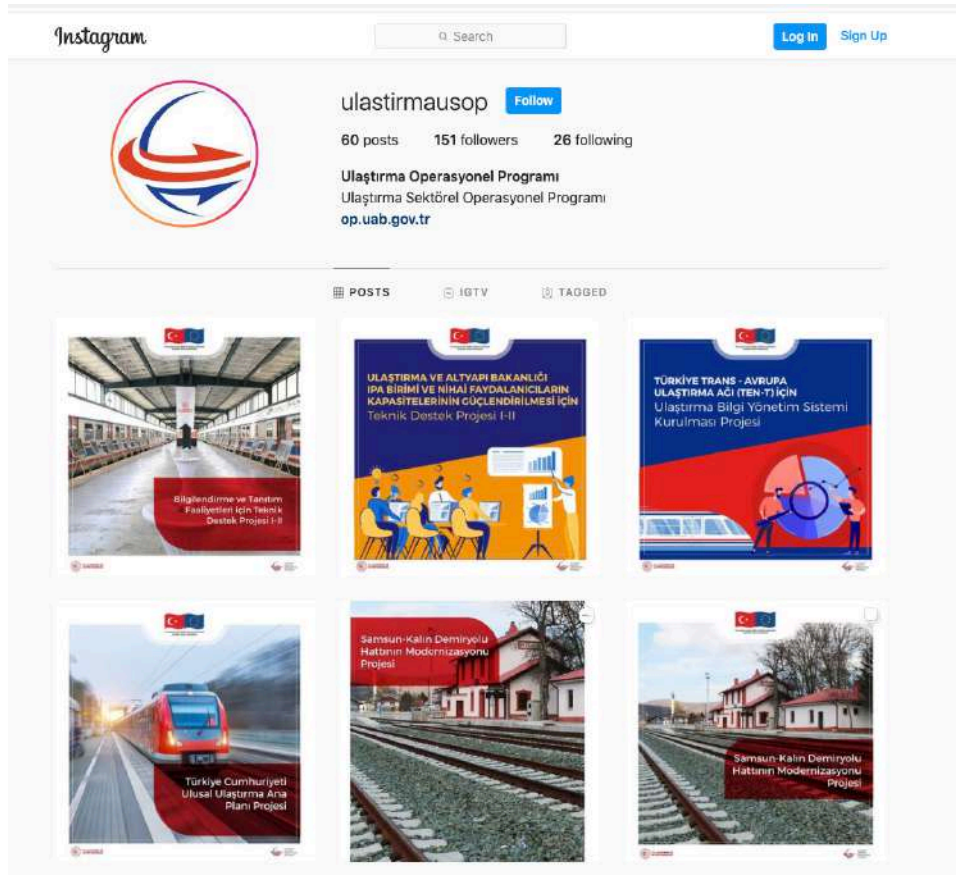 Instagram
Search
Log In
Sign Up
ulastirmausop
Follow
60 posts 151 followers 26 following
Ulaştırma Operasyonel Programı
Ulaştırma Sektörel Operasyonel Programı
op.uab.gov.tr
POSTS
IGTV
TAGGED
Bilgilendirme ve Tanıtım
Faaliyetleri için Teknik
Destek Projesi I-II
ULAŞTIRMA VE ALTYAPI BAKANLIĞI
IPA BİRİMİ VE NİHAİ FAYDALANICILARIN
KAPASİTELERİNİN GÜÇLENDİRİLMESİ İÇİN
Teknik Destek Projesi I-II
TÜRKİYE TRANS - AVRUPA
ULAŞTIRMA AĞI (TEN-T) İÇİN
Ulaştırma Bilgi Yönetim Sistemi
Kurulması Projesi
Türkiye Cumhuriyeti
Ulusal Ulaştırma Ana
Planı Projesi
Samsun-Kalın Demiryolu
Hattının Modernizasyonu
Projesi
Samsun-Kalın Demiryolu
Hattının Modernizasyonu
Projesi